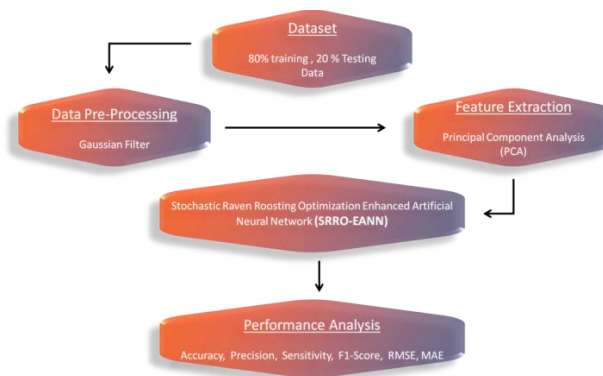 Dataset
80% training , 20 % Testing
Data
Data Pre-Processing
Gaussian Filter
Feature Extraction
Principal Component Analysis
(PCA)
Stochastic Raven Roosting Optimization Enhanced Artificial
Neural Network (SRRO-EANN)
Performance Analysis
Accuracy, Precision, Sensitivity, F1-Score, RMSE, MAE